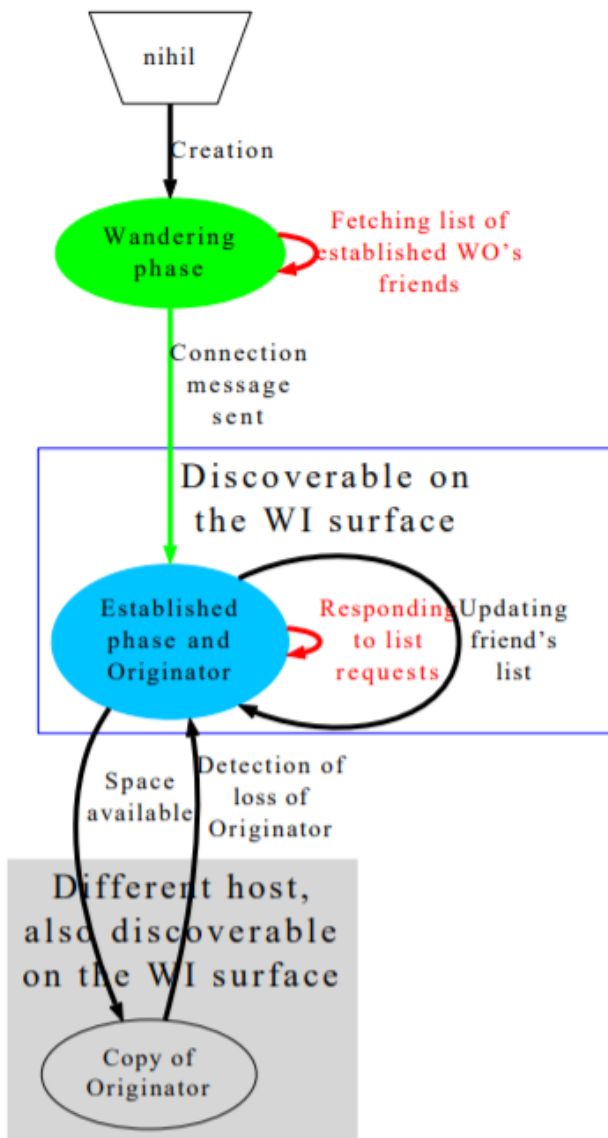 nihil
Creation
Wandering
phase
Fetching list of
established WO's
friends
Connection
message
sent
Discoverable on
the WI surface
Established
phase and
Originator
Responding
to list
requests
Updating
friend's
list
Space
available
Detection of
loss of
Originator
Different host,
also discoverable
on the WI surface
Copy of
Originator